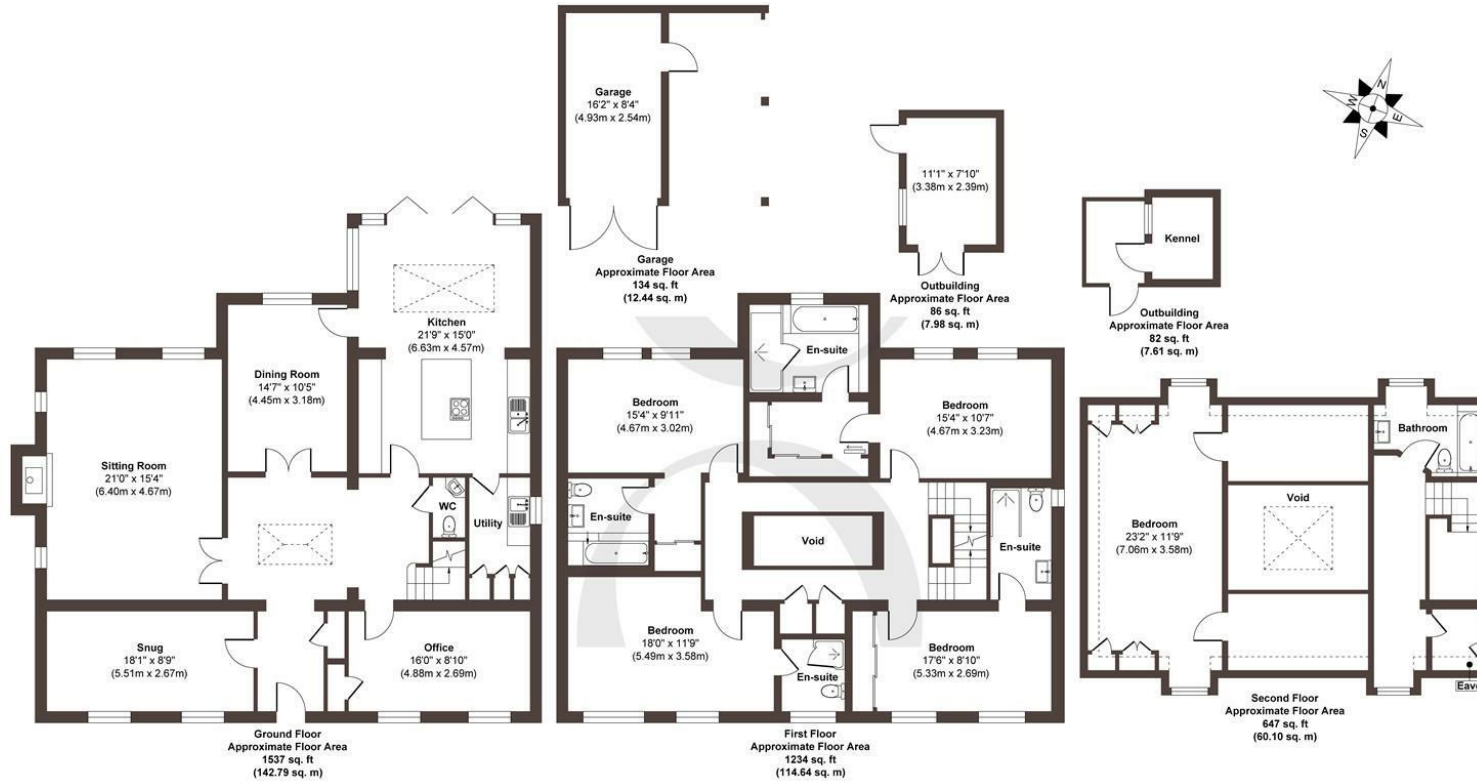 Garage
16'2" x 8'4"
(4.93m x 2.54m)
Garage
Approximate Floor Area
134 sq. ft
(12.44 sq. m)
11'1" x 7'10"
(3.38m x 2.39m)
Outbuilding
Approximate Floor Area
86 sq. ft
(7.98 sq. m)
N
E
S
W
Kennel
Outbuilding
Approximate Floor Area
82 sq. ft
(7.61 sq. m)
Kitchen
21'9" x 15'0"
(6.63m x 4.57m)
Dining Room
14'7" x 10'5"
(4.45m x 3.18m)
Sitting Room
21'0" x 15'4"
(6.40m x 4.67m)
WC
Utility
Snug
18'1" x 8'9"
(5.51m x 2.67m)
Office
16'0" x 8'10"
(4.88m x 2.69m)
Ground Floor
Approximate Floor Area
1537 sq. ft
(142.79 sq. m)
En-suite
Bedroom
15'4" x 9'11"
(4.67m x 3.02m)
Bedroom
15'4" x 10'7"
(4.67m x 3.23m)
En-suite
Void
En-suite
Bedroom
18'0" x 11'9"
(5.49m x 3.58m)
En-suite
Bedroom
17'6" x 8'10"
(5.33m x 2.69m)
First Floor
Approximate Floor Area
1234 sq. ft
(114.64 sq. m)
Bathroom
Void
Bedroom
23'2" x 11'9"
(7.06m x 3.58m)
Second Floor
Approximate Floor Area
647 sq. ft
(60.10 sq. m)